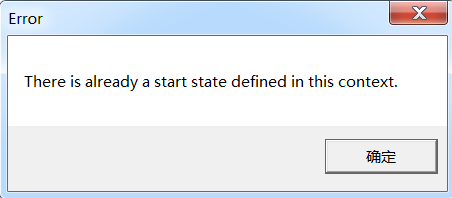 Error
There is already a start state defined in this context.
确定